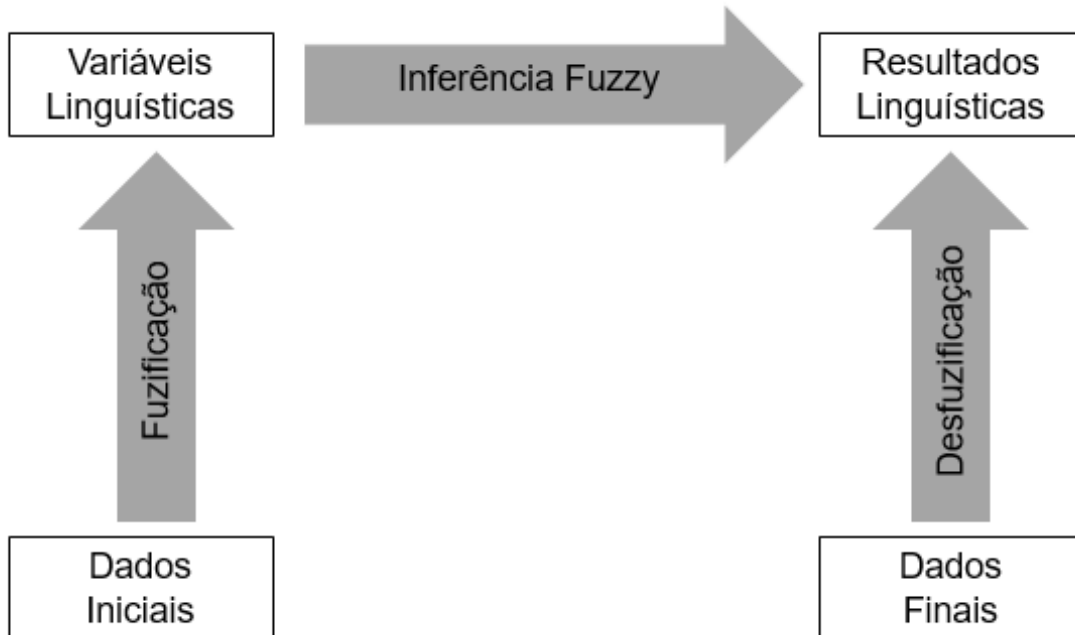 Variáveis
Linguísticas
Inferência Fuzzy
Resultados
Linguísticas
Fuzificação
Desfuzificação
Dados
Iniciais
Dados
Finais